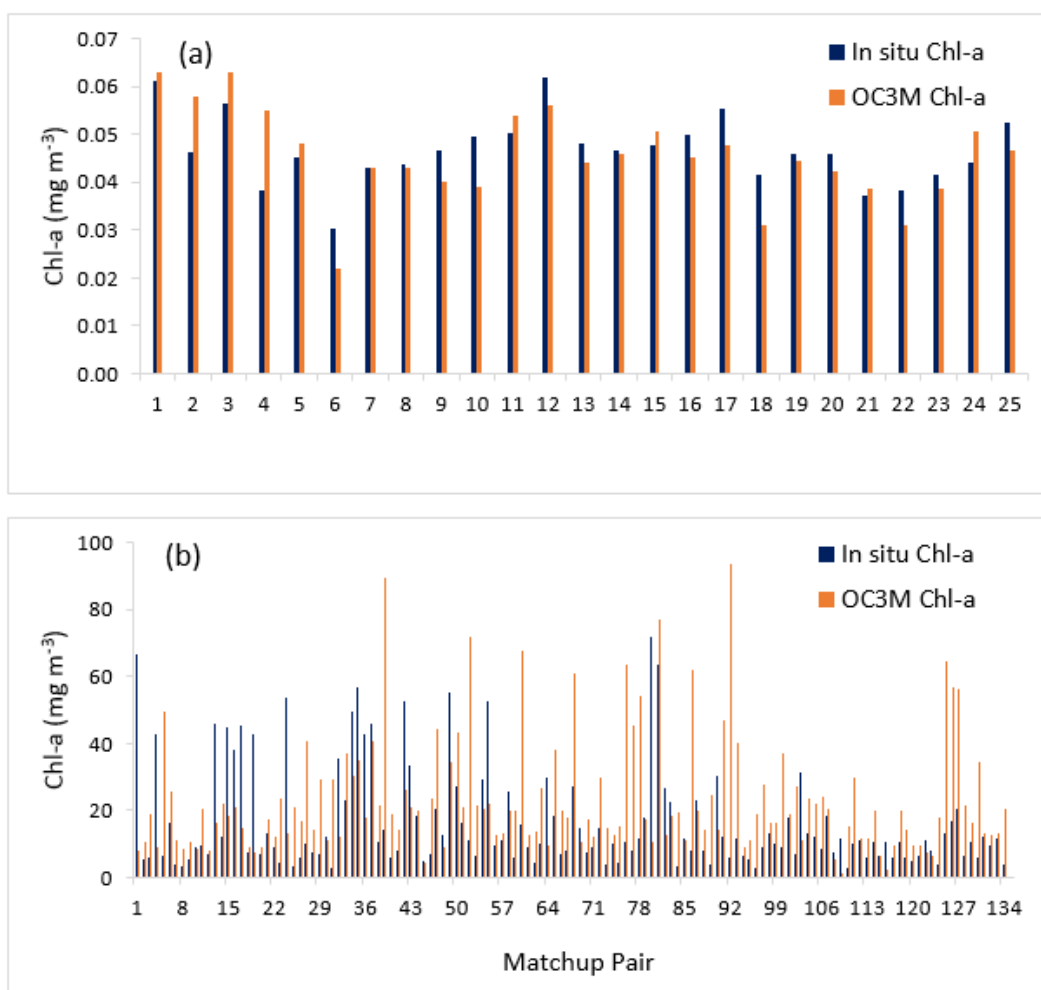 (a)
In situ Chl-a
OC3M Chl-a
Chl-a (mg m⁻³)
0.07
0.06
0.05
0.04
0.03
0.02
0.01
0.00
1 2 3 4 5 6 7 8 9 10 11 12 13 14 15 16 17 18 19 20 21 22 23 24 25
(b)
In situ Chl-a
OC3M Chl-a
Chl-a (mg m⁻³)
100
80
60
40
20
0
1 8 15 22 29 36 43 50 57 64 71 78 85 92 99 106 113 120 127 134
Matchup Pair